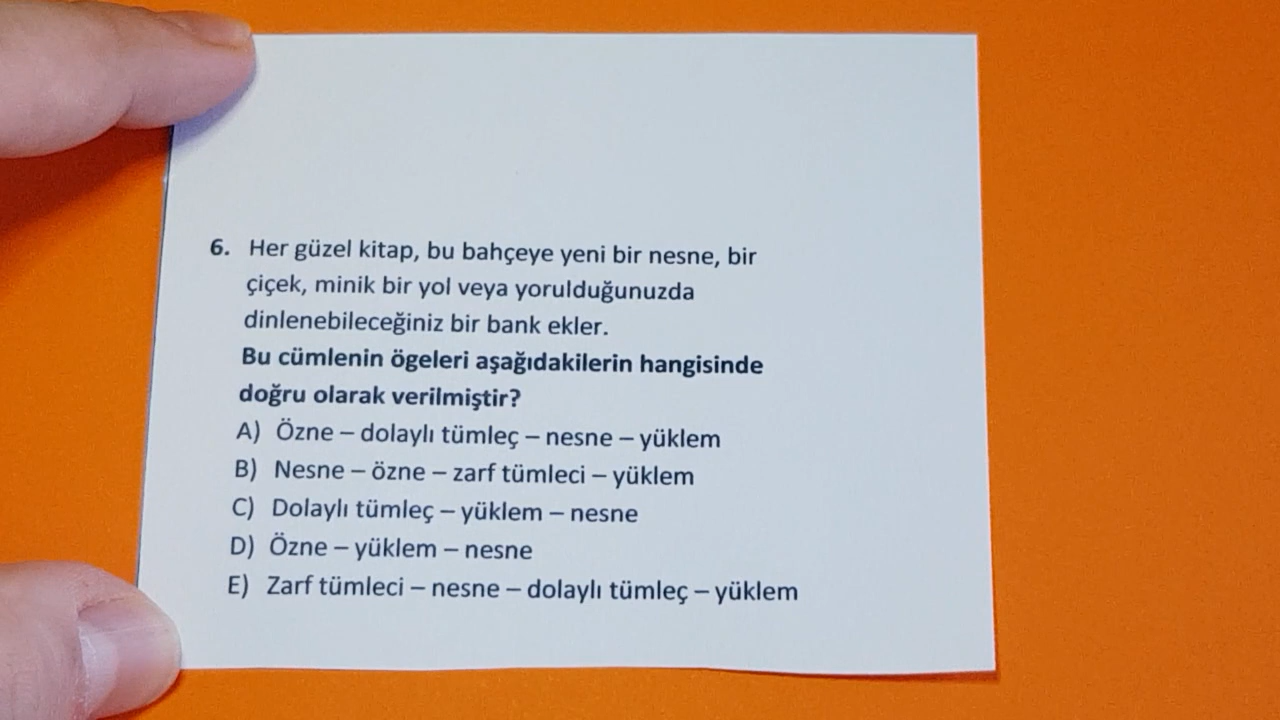 6. Her güzel kitap, bu bahçeye yeni bir nesne, bir
çiçek, minik bir yol veya yorulduğunuzda
dinlenebileceğiniz bir bank ekler.
Bu cümlenin ögeleri aşağıdakilerin hangisinde
doğru olarak verilmiştir?
A) Özne – dolaylı tümleç – nesne – yüklem
B) Nesne – özne – zarf tümleci – yüklem
C) Dolaylı tümleç – yüklem – nesne
D) Özne – yüklem – nesne
E) Zarf tümleci – nesne – dolaylı tümleç – yüklem